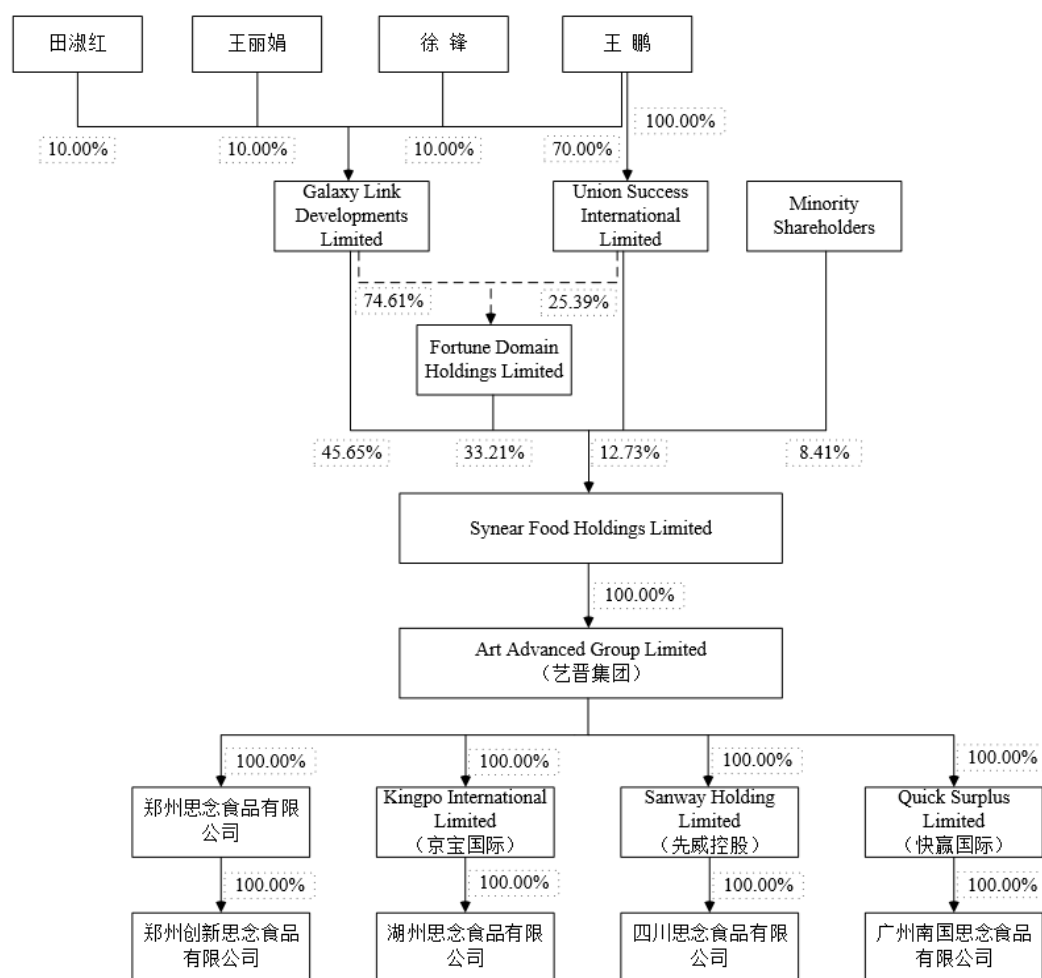 田淑红
王丽娟
徐 锋
王 鹏
100.00%
10.00%
10.00%
10.00%
70.00%
Galaxy Link
Developments
Limited
Union Success
International
Limited
Minority
Shareholders
74.61%
25.39%
Fortune Domain
Holdings Limited
45.65%
33.21%
12.73%
8.41%
Synear Food Holdings Limited
100.00%
Art Advanced Group Limited
（艺晋集团）
100.00%
100.00%
100.00%
100.00%
郑州思念食品有限
公司
Kingpo International
Limited
（京宝国际）
Sanway Holding
Limited
（先威控股）
Quick Surplus
Limited
（快赢国际）
100.00%
100.00%
100.00%
100.00%
郑州创新思念食品
有限公司
湖州思念食品有限
公司
四川思念食品有限
公司
广州南国思念食品
有限公司